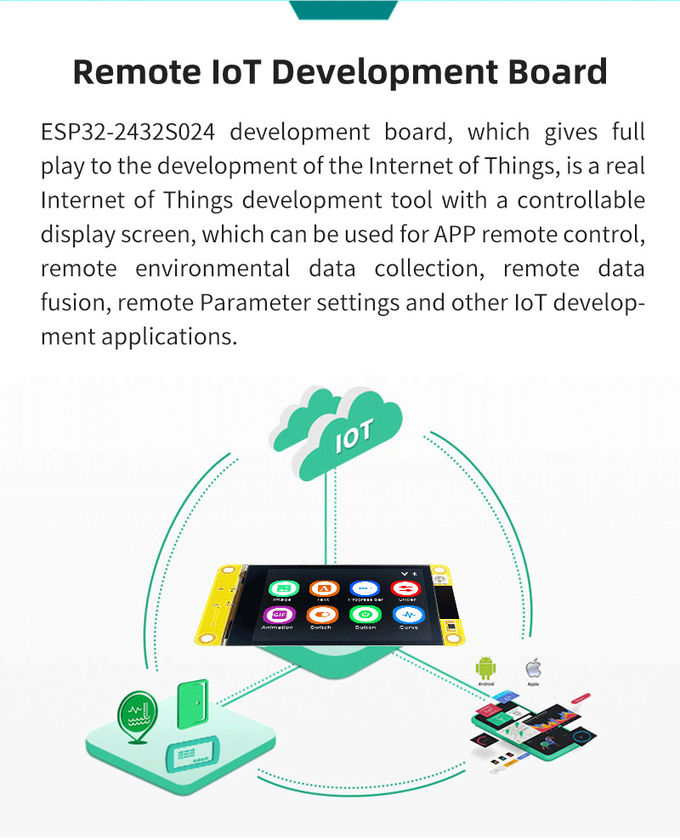 Remote IoT Development Board
ESP32-2432S024 development board, which gives full
play to the development of the Internet of Things, is a real
Internet of Things development tool with a controllable
display screen, which can be used for APP remote control,
remote environmental data collection, remote data
fusion, remote Parameter settings and other IoT develop-
ment applications.
IOT
Image Text Progress bar Slider
GIF
Animation Switch Button Curve
Android Apple